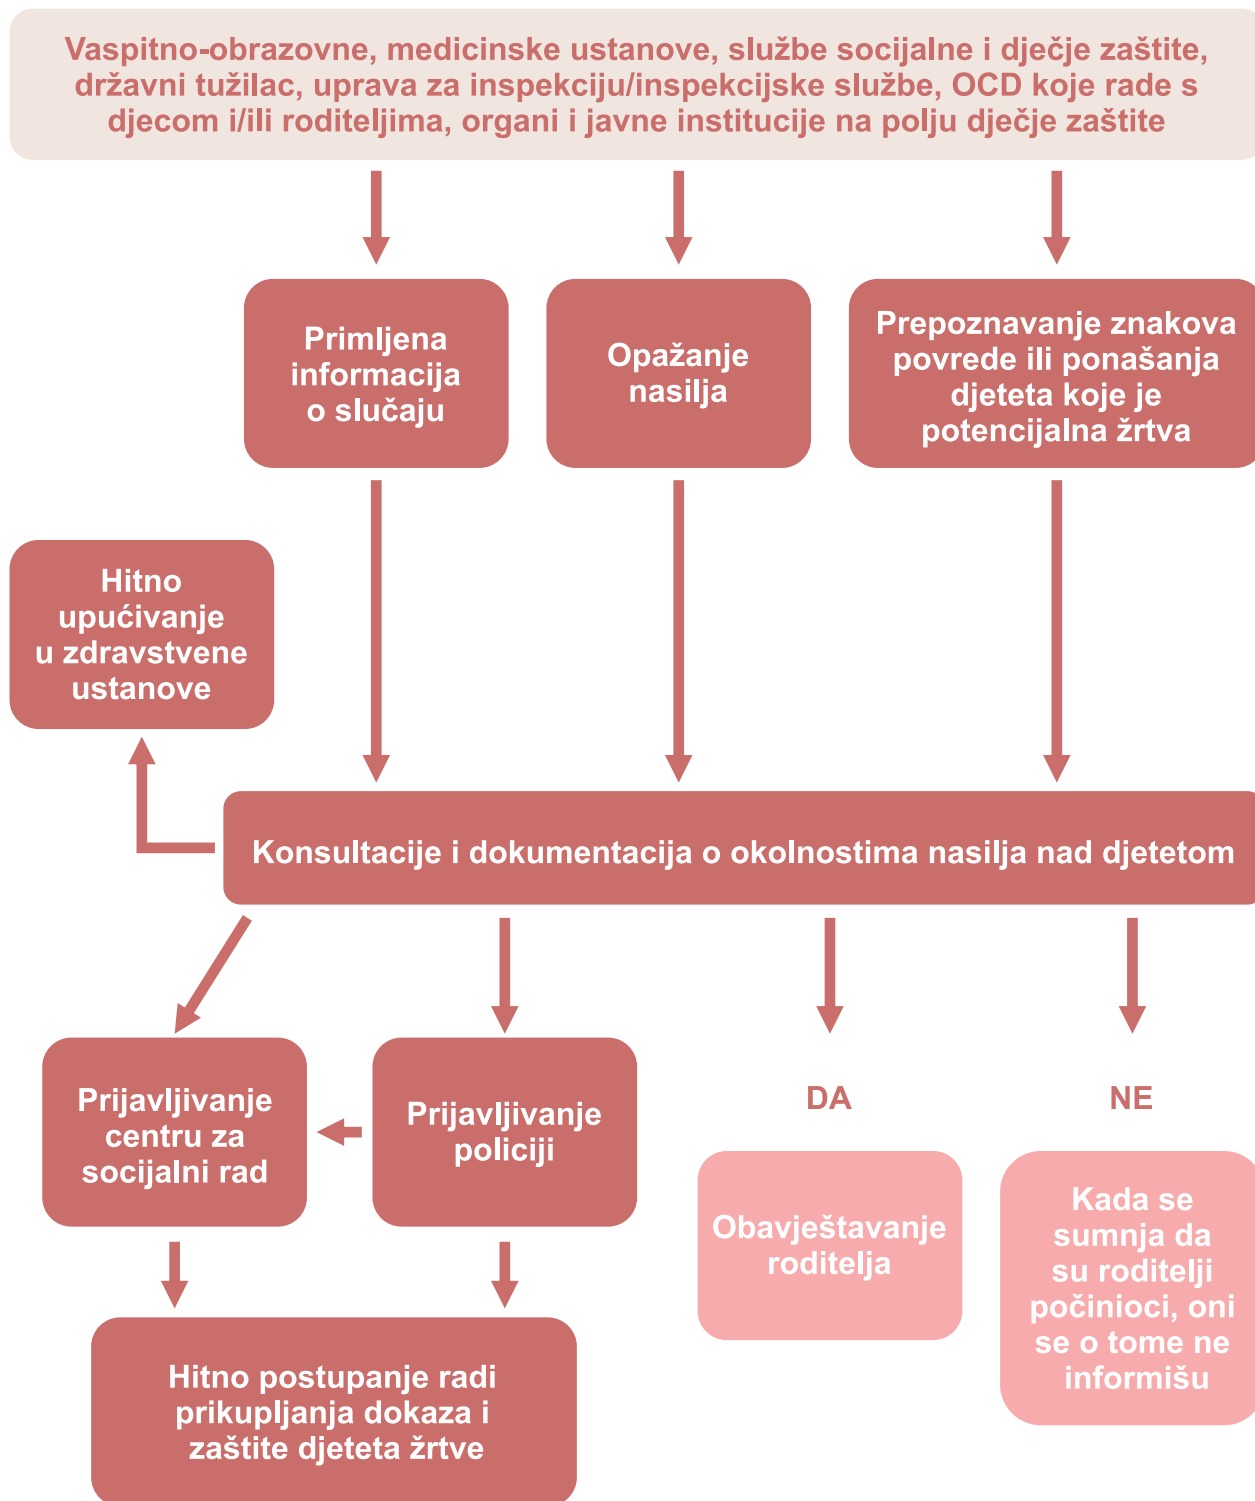 Vaspitno-obrazovne, medicinske ustanove, službe socijalne i dječje zaštite,
državni tužilac, uprava za inspekciju/inspekcijske službe, OCD koje rade s
djecom i/ili roditeljima, organi i javne institucije na polju dječje zaštite
Primljena
informacija
o slučaju
Opažanje
nasilja
Prepoznavanje znakova
povrede ili ponašanja
djeteta koje je
potencijalna žrtva
Hitno
upućivanje
u zdravstvene
ustanove
Konsultacije i dokumentacija o okolnostima nasilja nad djetetom
Prijavljivanje
centru za
socijalni rad
Prijavljivanje
policiji
DA
NE
Obavještavanje
roditelja
Kada se
sumnja da
su roditelji
počinioci, oni
se o tome ne
informišu
Hitno postupanje radi
prikupljanja dokaza i
zaštite djeteta žrtve